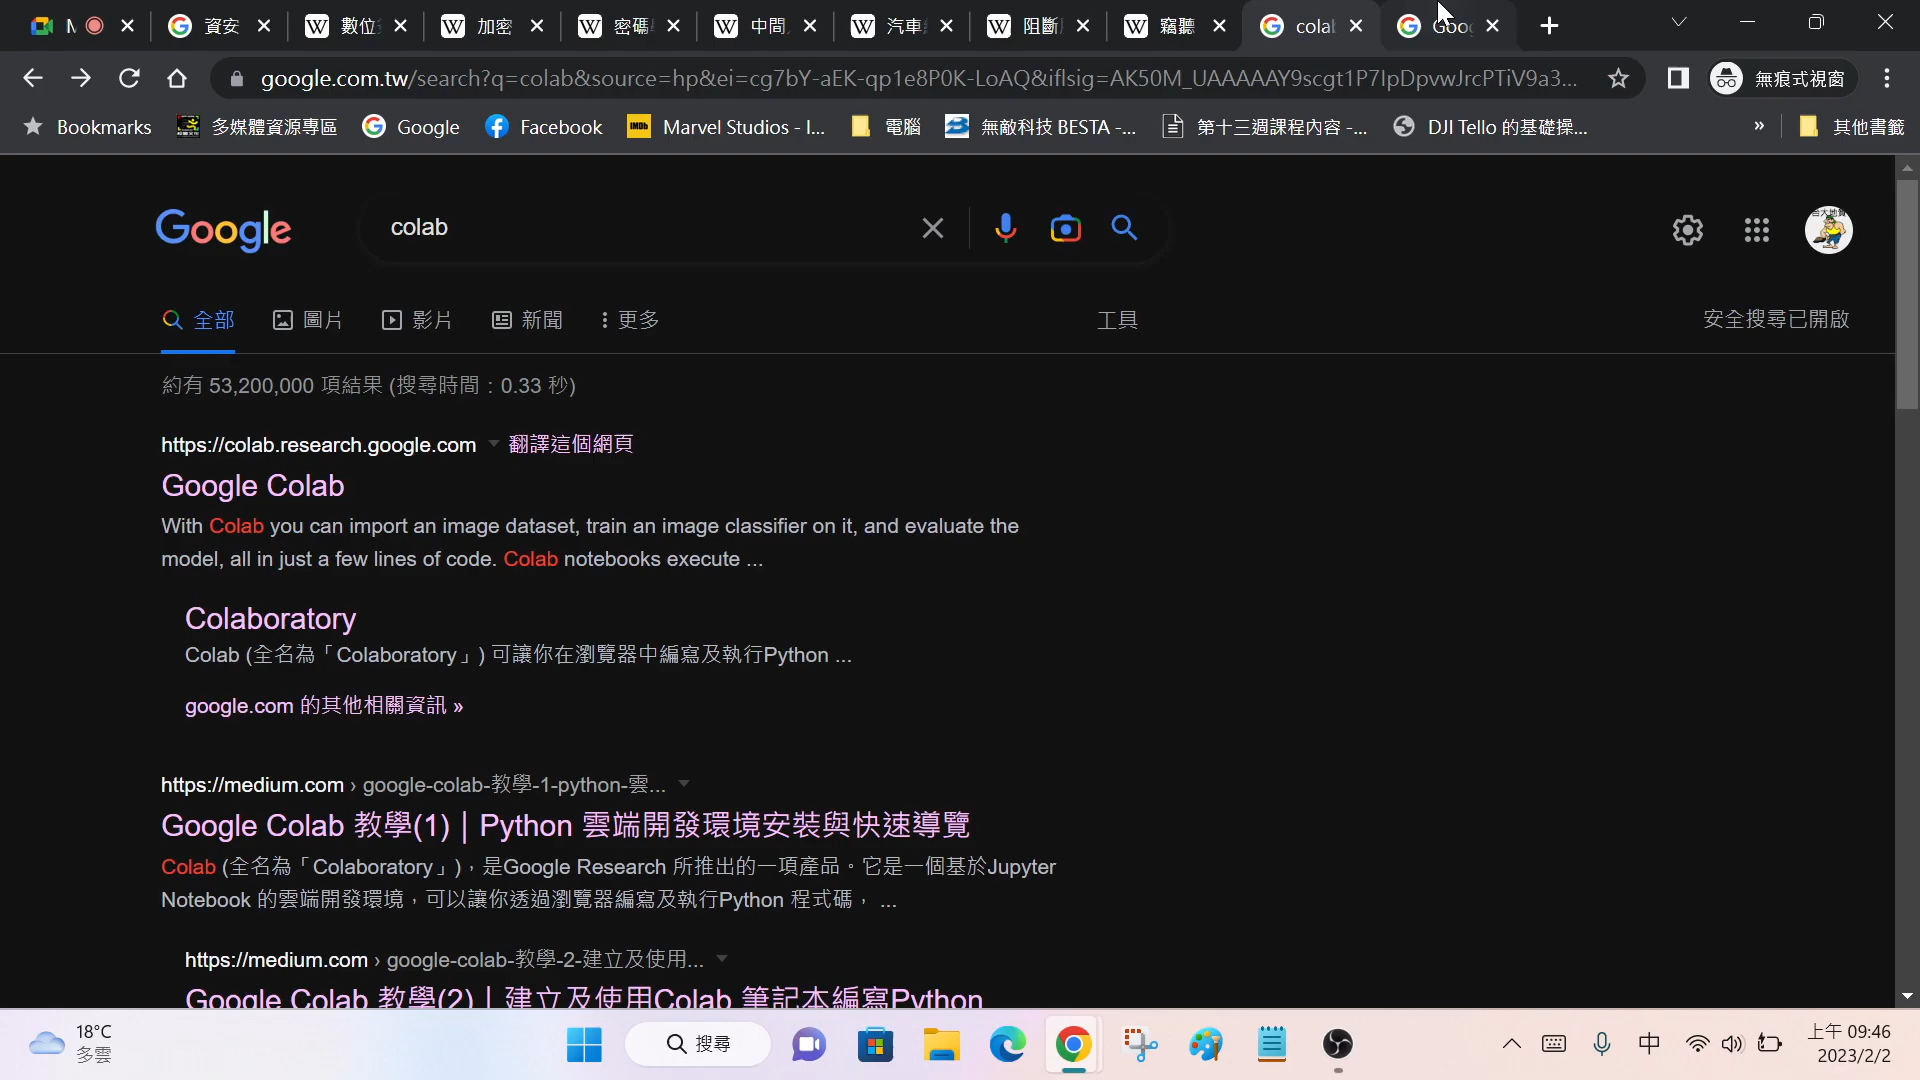 資安
數位
加密
密碼
中間
汽車
阻斷
竊聽
cola
Goo
google.com.tw/search?q=colab&source=hp&ei=cg7bY-aEK-qp1e8P0K-LoAQ&iflsig=AK50M_UAAAAAY9scgt1P7IpDpvwJrcPTiV9a3...
無痕式視窗
Bookmarks
多媒體資源專區
Google
Facebook
Marvel Studios - I...
電腦
無敵科技 BESTA -...
第十三週課程內容 -...
DJI Tello 的基礎操...
»
其他書籤
Google
colab
全部
圖片
影片
新聞
更多
工具
安全搜尋已開啟
約有 53,200,000 項結果 (搜尋時間：0.33 秒)
https://colab.research.google.com 翻譯這個網頁
Google Colab
With Colab you can import an image dataset, train an image classifier on it, and evaluate the
model, all in just a few lines of code. Colab notebooks execute ...
Colaboratory
Colab (全名為「Colaboratory」) 可讓你在瀏覽器中編寫及執行Python ...
google.com 的其他相關資訊 »
https://medium.com › google-colab-教學-1-python-雲...
Google Colab 教學(1)｜Python 雲端開發環境安裝與快速導覽
Colab (全名為「Colaboratory」)，是Google Research 所推出的一項產品。它是一個基於Jupyter
Notebook 的雲端開發環境，可以讓你透過瀏覽器編寫及執行Python 程式碼， ...
https://medium.com › google-colab-教學-2-建立及使用...
Google Colab 教學(2)｜建立及使用Colab 筆記本編寫Python
18°C
多雲
搜尋
中
上午 09:46
2023/2/2